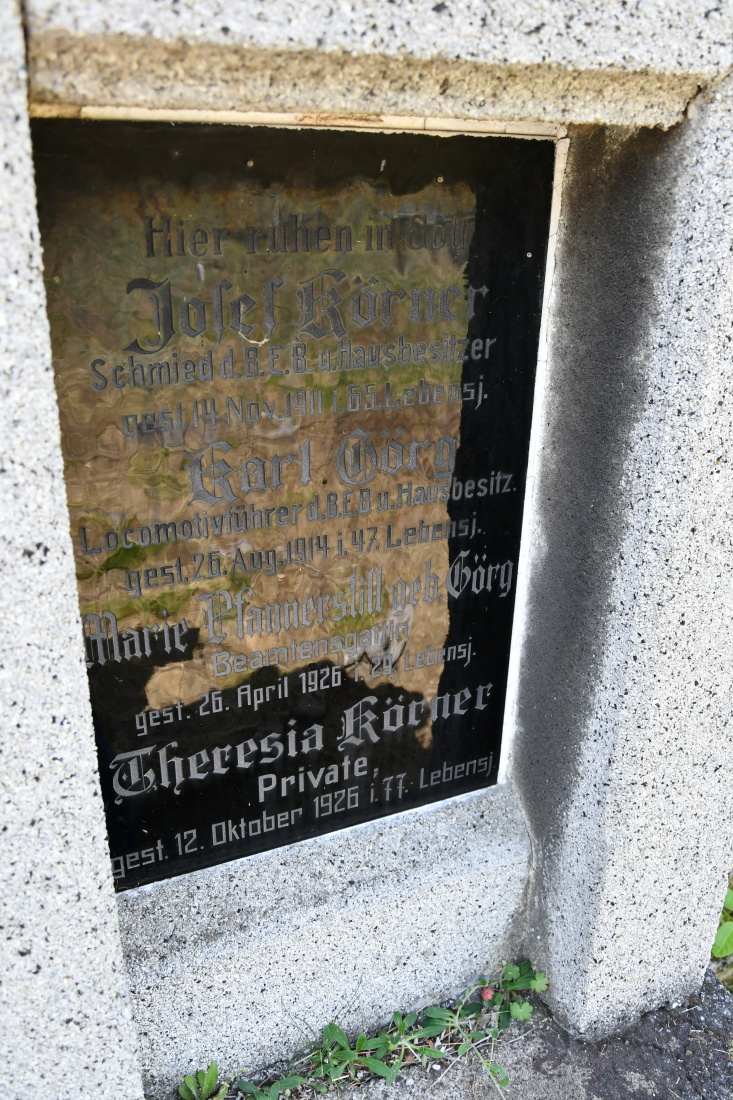 Hier ruhen in Gott
Josef Körner
Schmied d.B.E.B.u.Hausbesitzer
gest.14.Nov.1911 i.65.Lebensj.
Karl Görg
Locomotivführer d.B.E.B u.Hausbesitz.
gest.26.Aug.1914 i.47.Lebensj.
Marie Pfannerstill geb.Görg
Beamtensgattin
gest. 26. April 1926 i. 29. Lebensj.
Theresia Körner
Private,
gest. 12. Oktober 1926 i.77. Lebensj.